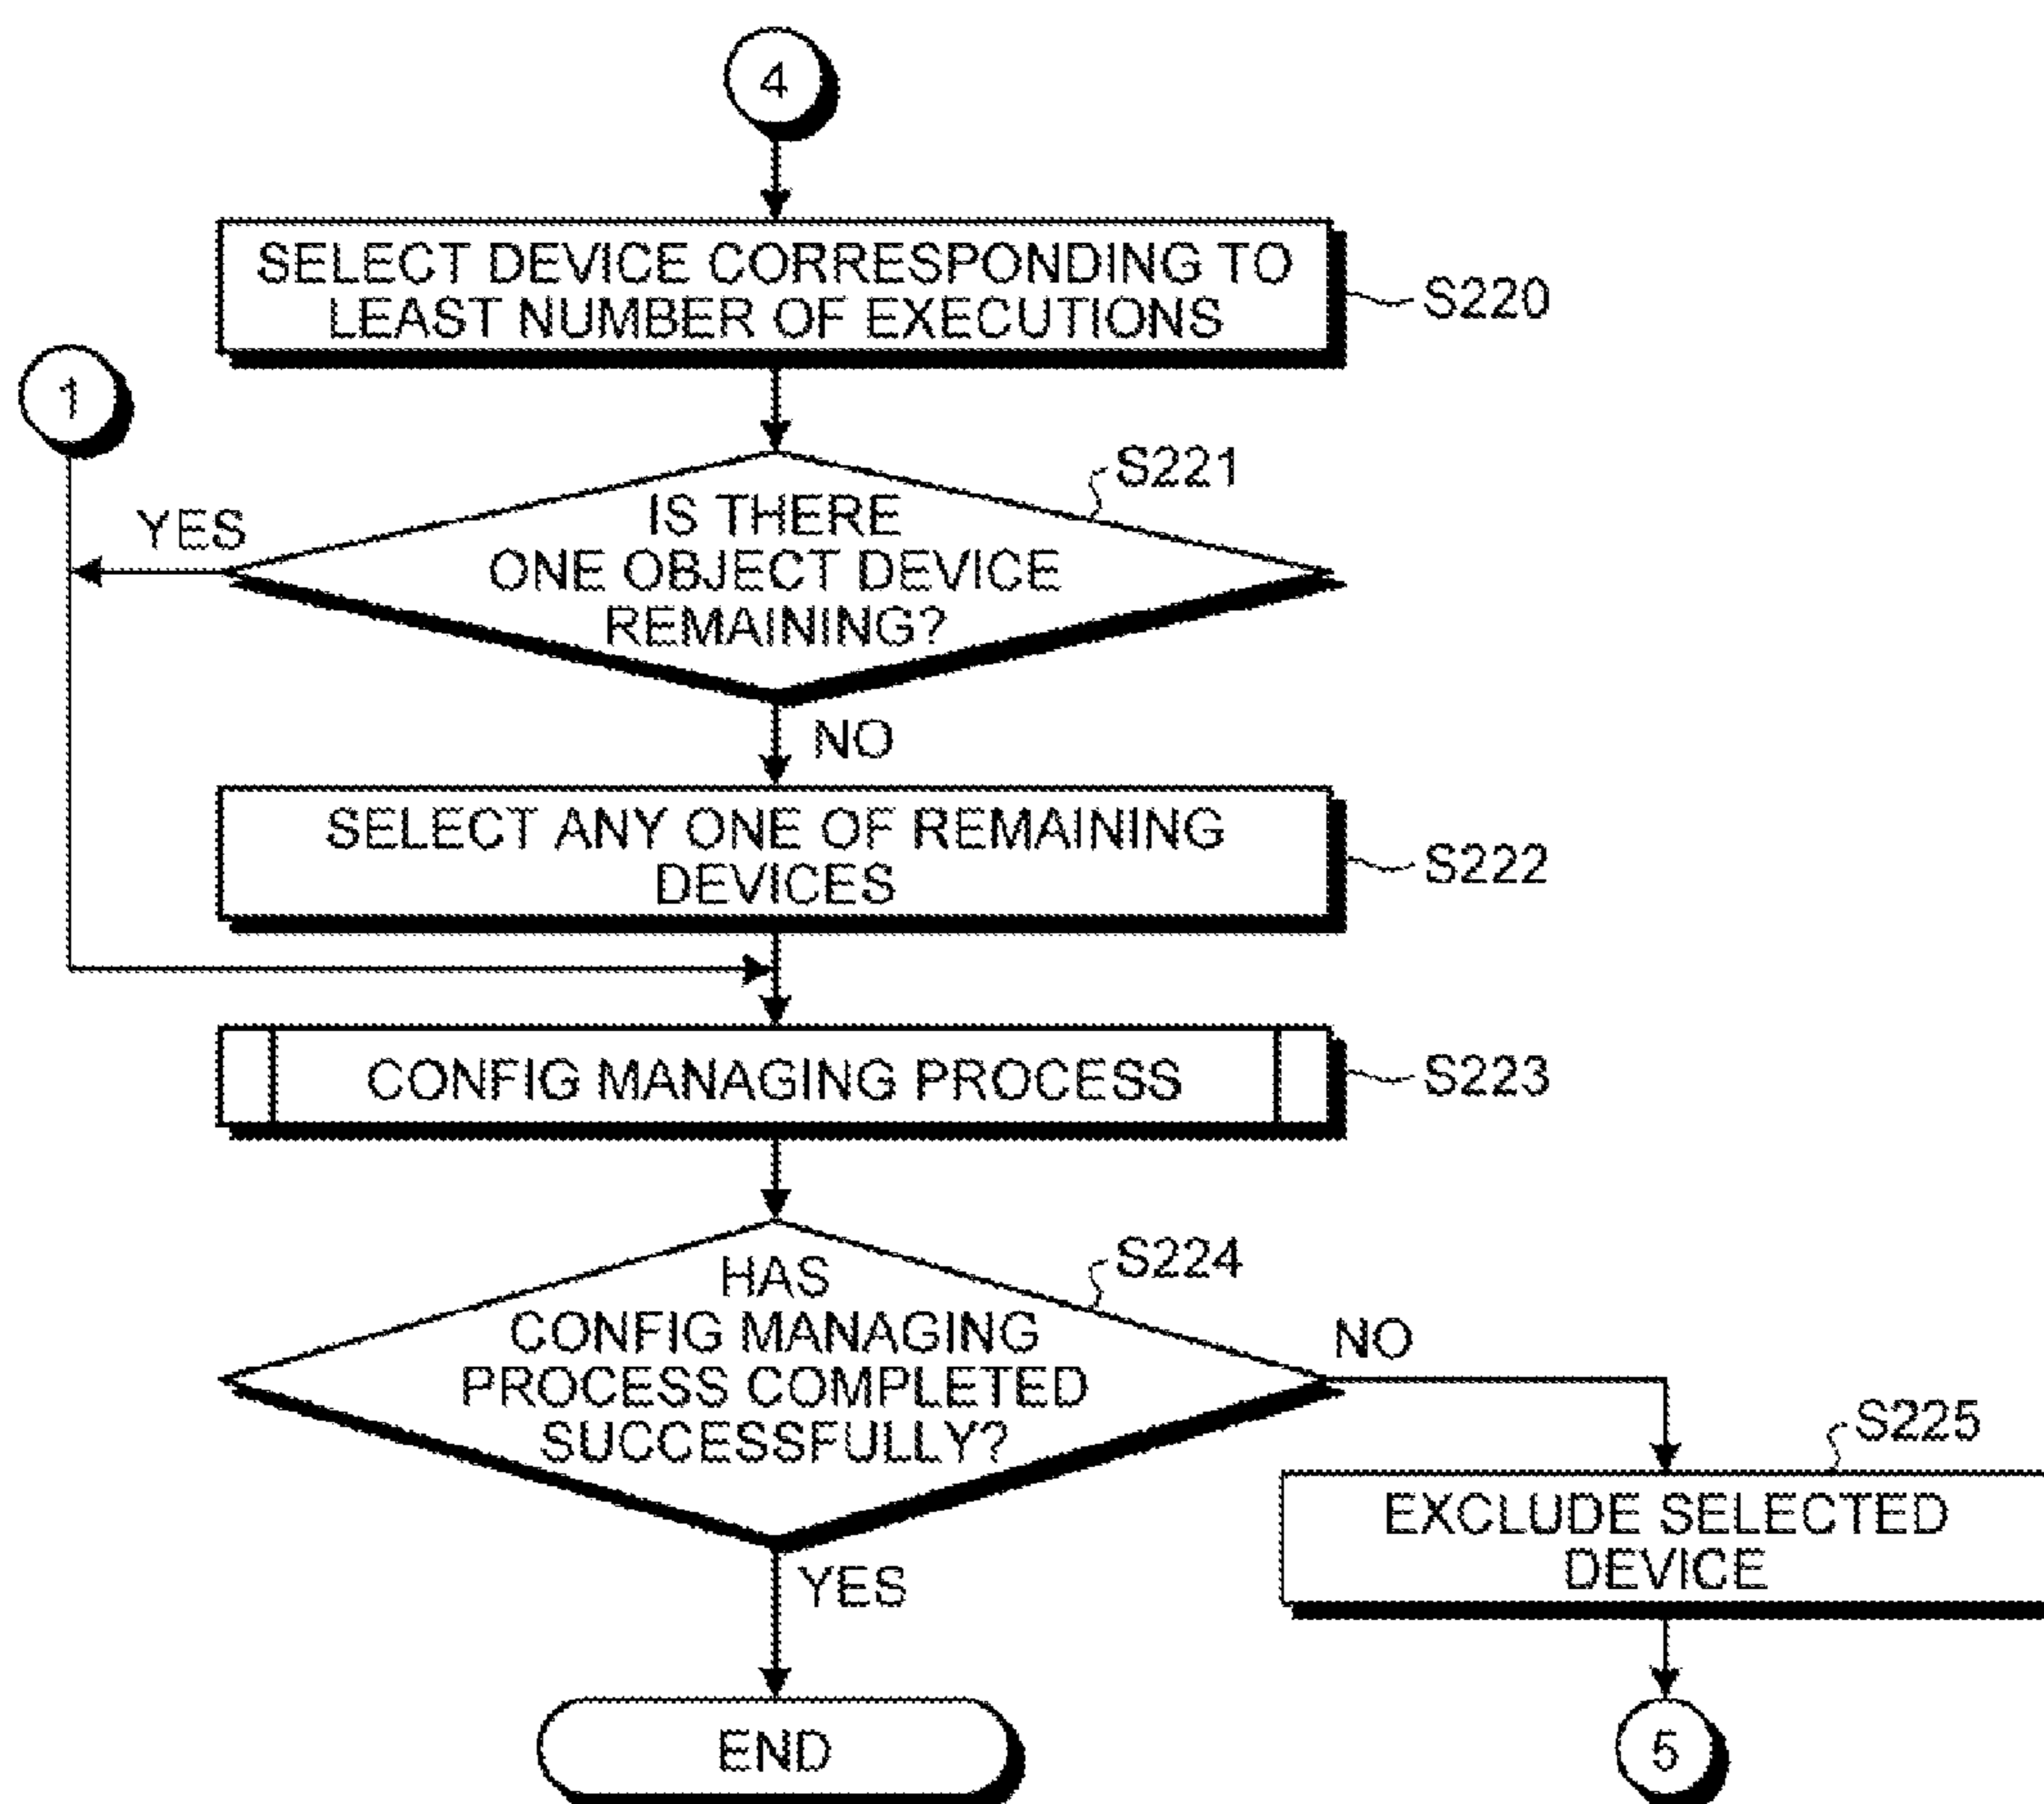 4
SELECT DEVICE CORRESPONDING TO
LEAST NUMBER OF EXECUTIONS
S220
1
S221
IS THERE
ONE OBJECT DEVICE
REMAINING?
YES
NO
SELECT ANY ONE OF REMAINING
DEVICES
S222
CONFIG MANAGING PROCESS
S223
S224
HAS
CONFIG MANAGING
PROCESS COMPLETED
SUCCESSFULLY?
NO
S225
EXCLUDE SELECTED
DEVICE
YES
END
5